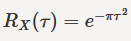 R_X(τ) = e^{-πτ^2}